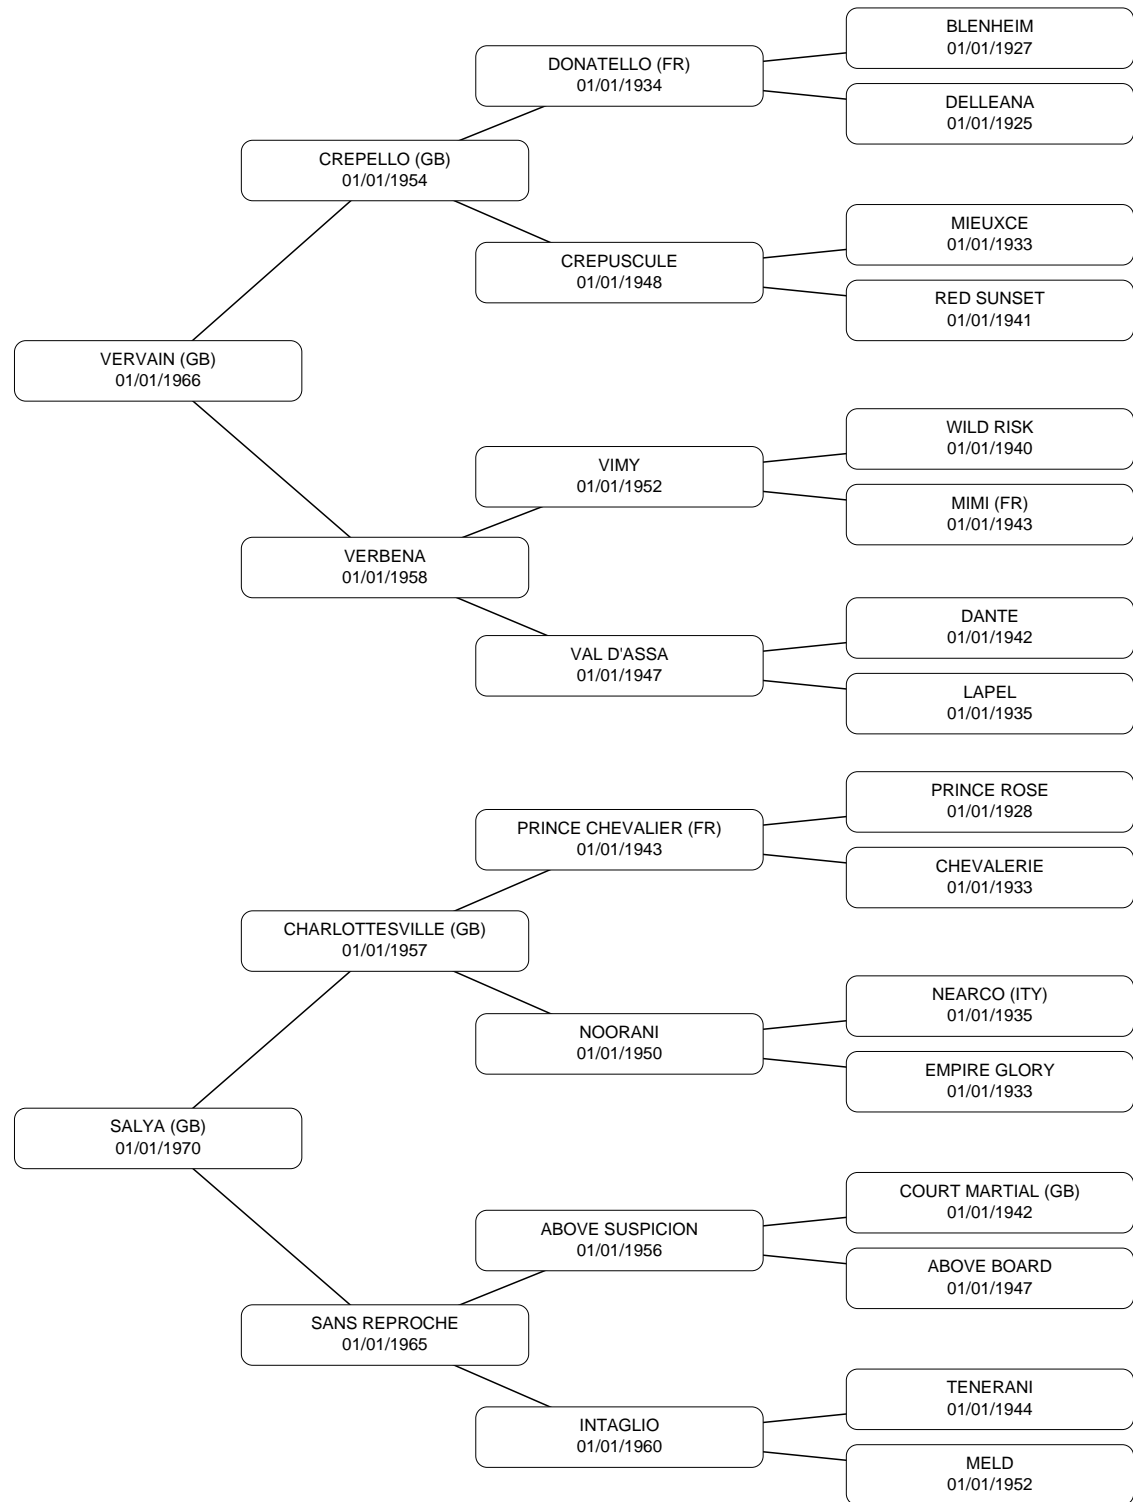 BLENHEIM
01/01/1927
DONATELLO (FR)
01/01/1934
DELLEANA
01/01/1925
CREPELLO (GB)
01/01/1954
MIEUXCE
01/01/1933
CREPUSCULE
01/01/1948
RED SUNSET
01/01/1941
VERVAIN (GB)
01/01/1966
WILD RISK
01/01/1940
VIMY
01/01/1952
MIMI (FR)
01/01/1943
VERBENA
01/01/1958
DANTE
01/01/1942
VAL D'ASSA
01/01/1947
LAPEL
01/01/1935
PRINCE ROSE
01/01/1928
PRINCE CHEVALIER (FR)
01/01/1943
CHEVALERIE
01/01/1933
CHARLOTTESVILLE (GB)
01/01/1957
NEARCO (ITY)
01/01/1935
NOORANI
01/01/1950
EMPIRE GLORY
01/01/1933
SALYA (GB)
01/01/1970
COURT MARTIAL (GB)
01/01/1942
ABOVE SUSPICION
01/01/1956
ABOVE BOARD
01/01/1947
SANS REPROCHE
01/01/1965
TENERANI
01/01/1944
INTAGLIO
01/01/1960
MELD
01/01/1952